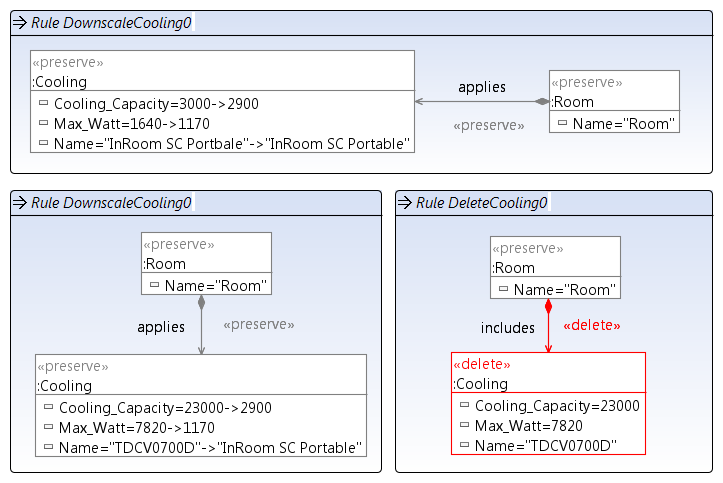 Rule DownscaleCooling0
«preserve»
:Cooling
Cooling_Capacity=3000->2900
Max_Watt=1640->1170
Name="InRoom SC Portbale"->"InRoom SC Portable"
applies
«preserve»
«preserve»
:Room
Name="Room"
Rule DownscaleCooling0
«preserve»
:Room
Name="Room"
applies
«preserve»
«preserve»
:Cooling
Cooling_Capacity=23000->2900
Max_Watt=7820->1170
Name="TDCV0700D"->"InRoom SC Portable"
Rule DeleteCooling0
«preserve»
:Room
Name="Room"
includes
«delete»
«delete»
:Cooling
Cooling_Capacity=23000
Max_Watt=7820
Name="TDCV0700D"